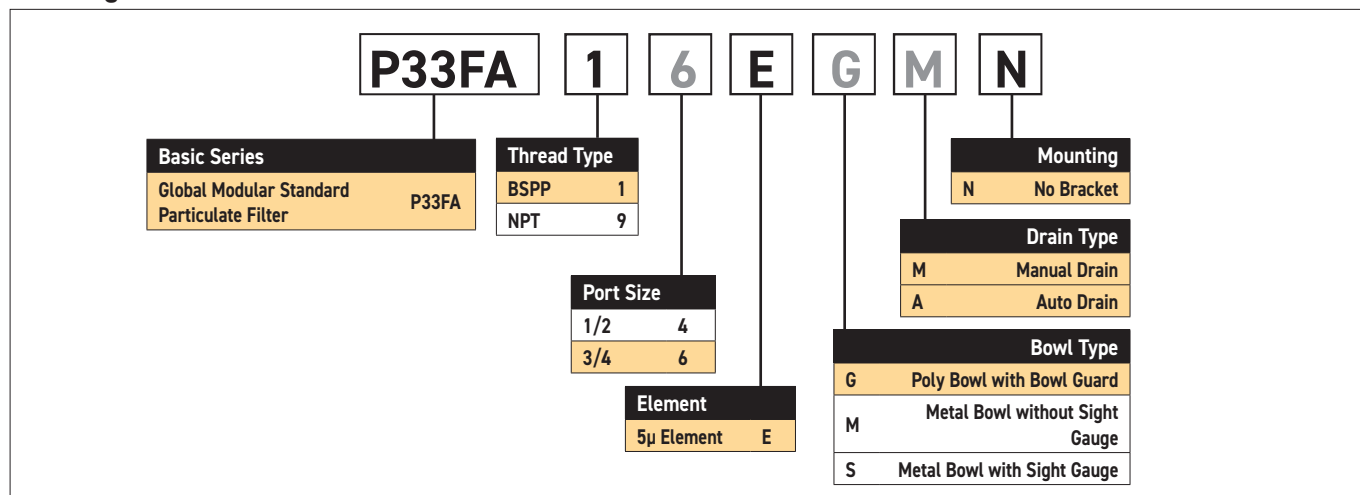 P33FA 1 6 E G M N
Basic Series
Global Modular Standard
Particulate Filter P33FA
Thread Type
BSPP 1
NPT 9
Port Size
1/2 4
3/4 6
Element
5μ Element E
Mounting
N No Bracket
Drain Type
M Manual Drain
A Auto Drain
Bowl Type
G Poly Bowl with Bowl Guard
M Metal Bowl without Sight
Gauge
S Metal Bowl with Sight Gauge